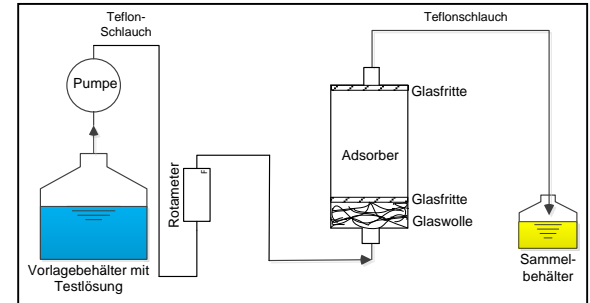 Teflon-
Schlauch
Teflonschlauch
Pumpe
Glasfritte
Adsorber
Rotameter
F
Glasfritte
Glaswolle
Vorlagebehälter mit
Testlösung
Sammel-
behälter